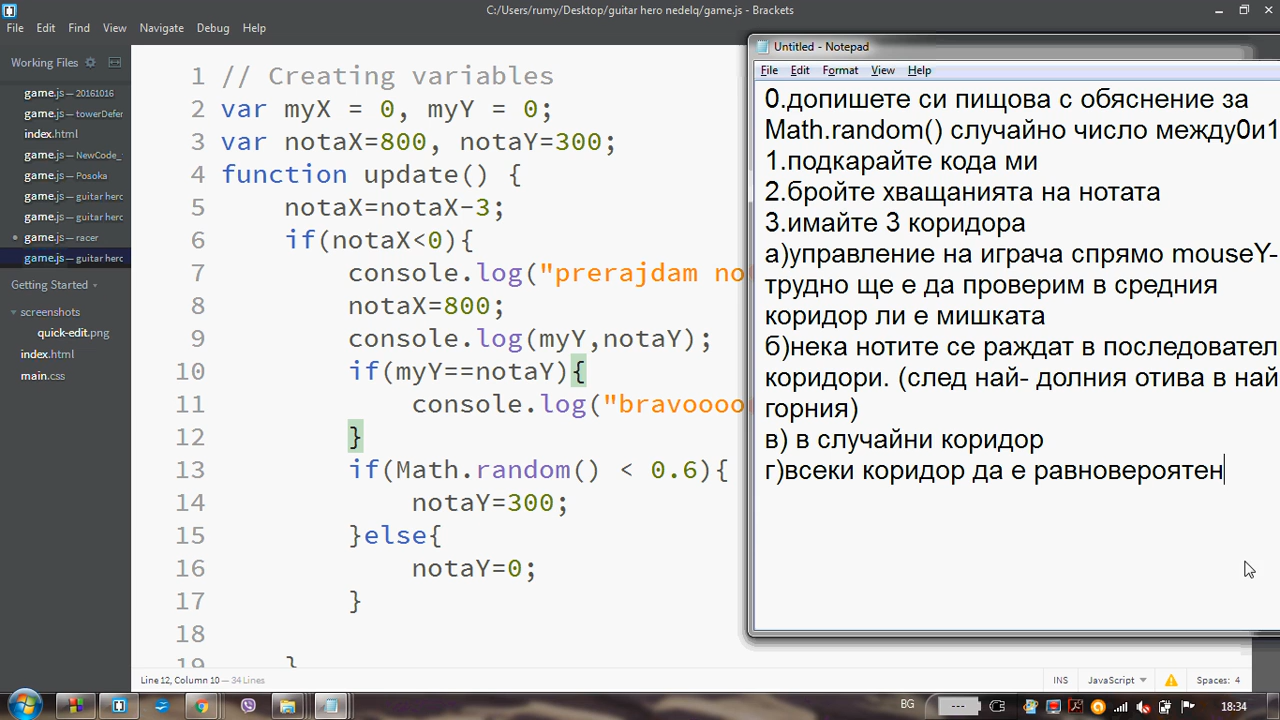 C:/Users/rumy/Desktop/guitar hero nedelq/game.js - Brackets
File Edit Find View Navigate Debug Help
Working Files
game.js — 20161016
game.js — towerDefer
index.html
game.js — NewCode_
game.js — Posoka
game.js — guitar hero
game.js — guitar hero
game.js — racer
game.js — guitar hero
Getting Started
screenshots
quick-edit.png
index.html
main.css
1 // Creating variables
2 var myX = 0, myY = 0;
3 var notaX=800, notaY=300;
4 function update() {
5 notaX=notaX-3;
6 if(notaX<0){
7 console.log("prerajdam no
8 notaX=800;
9 console.log(myY,notaY);
10 if(myY==notaY){
11 console.log("bravoooo
12 }
13 if(Math.random() < 0.6){
14 notaY=300;
15 }else{
16 notaY=0;
17 }
18
19 }
Line 12, Column 10 — 34 Lines
INS JavaScript Spaces: 4
Untitled - Notepad
File Edit Format View Help
0.допишете си пищова с обяснение за
Math.random() случайно число между0и1
1.подкарайте кода ми
2.бройте хващанията на нотата
3.имайте 3 коридора
а)управление на играча спрямо mouseY-
трудно ще е да проверим в средния
коридор ли е мишката
б)нека нотите се раждат в последовател
коридори. (след най- долния отива в най
горния)
в) в случайни коридор
г)всеки коридор да е равновероятен
BG 18:34